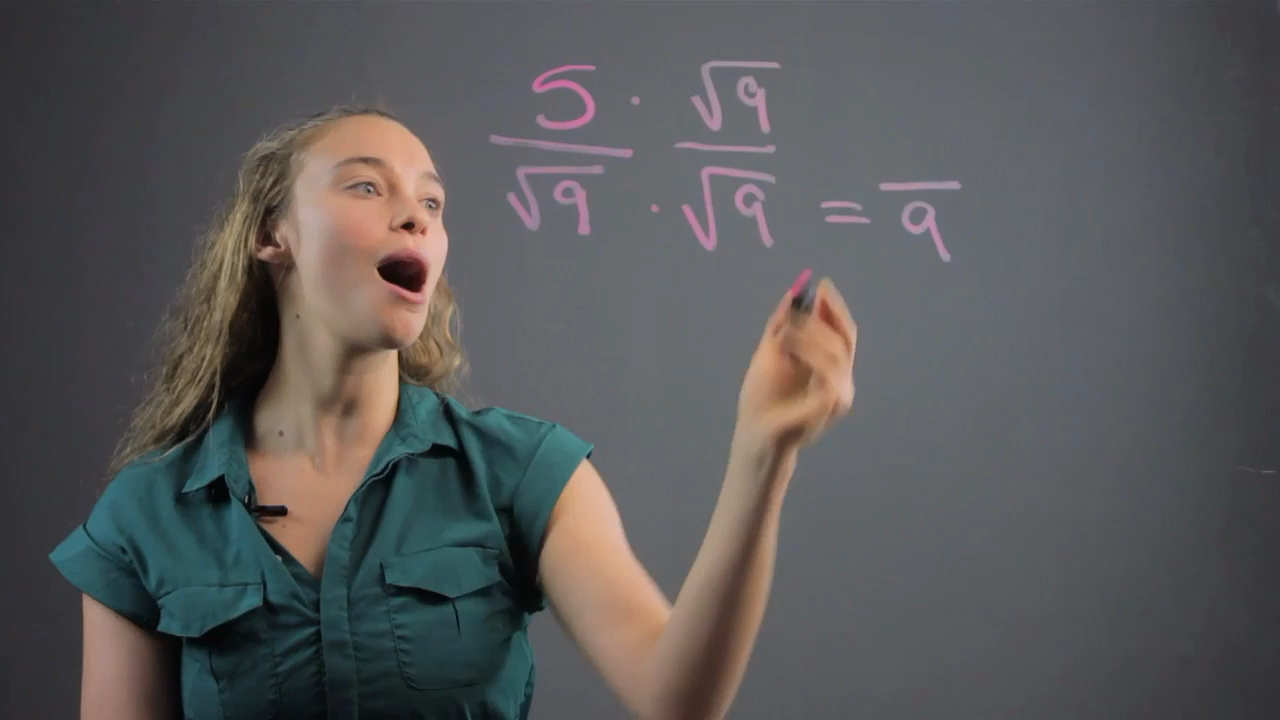 5 · √9
√9 · √9 = 9